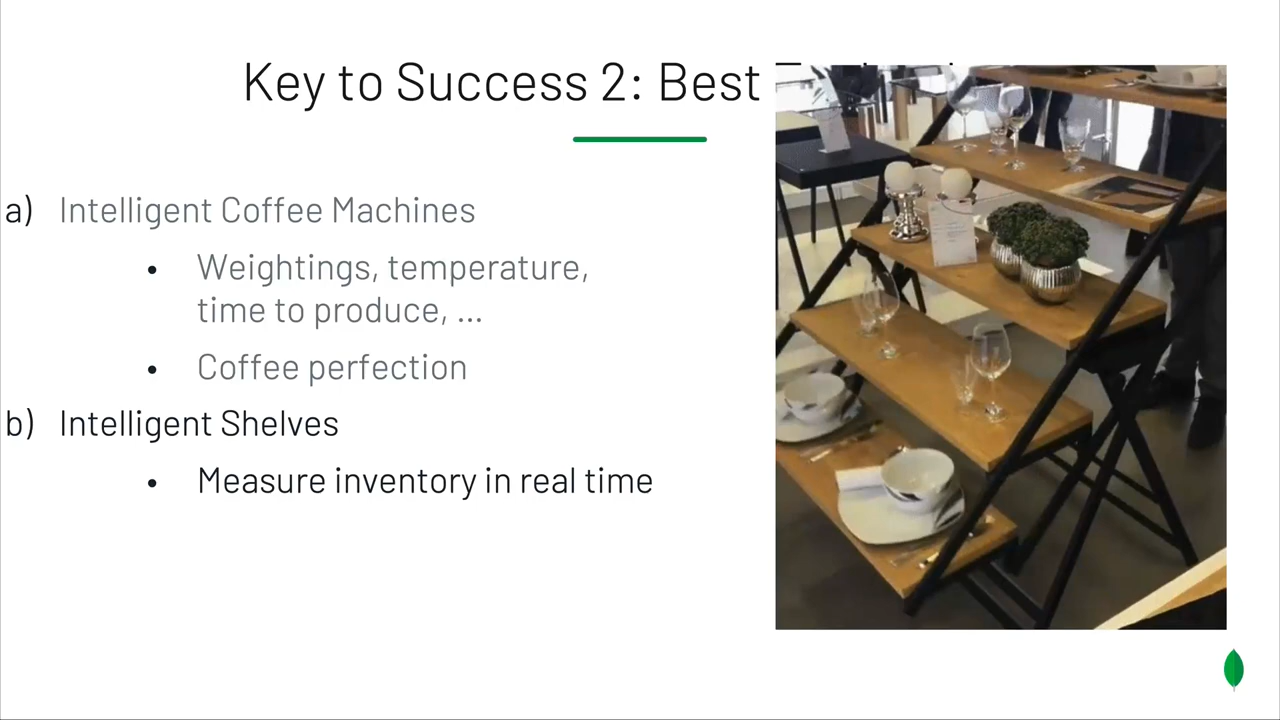 Key to Success 2: Best
a) Intelligent Coffee Machines
• Weightings, temperature,
time to produce, ...
• Coffee perfection
b) Intelligent Shelves
• Measure inventory in real time